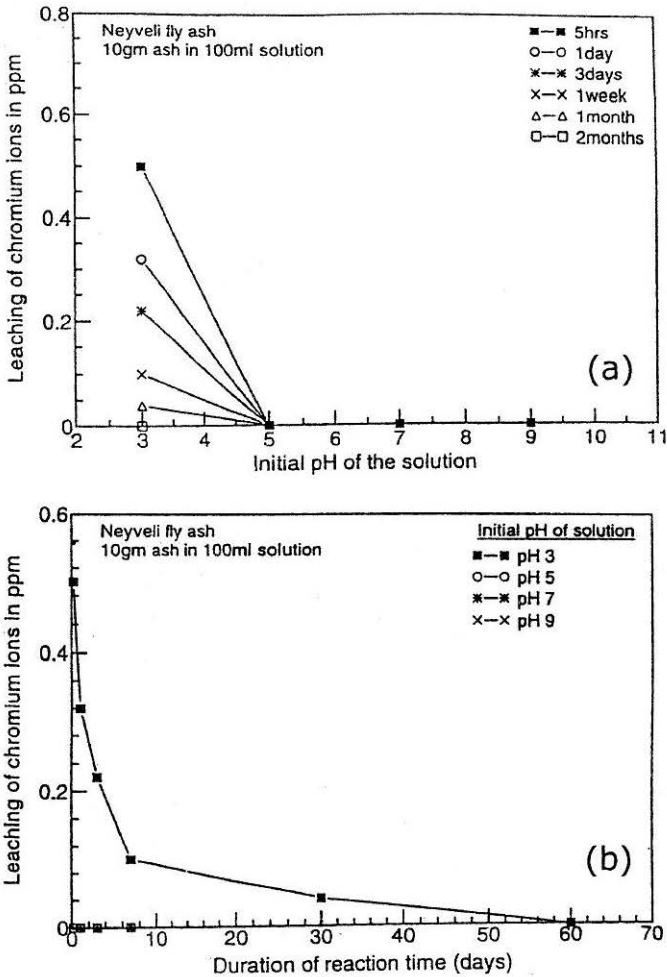 Neyveli fly ash
10gm ash in 100ml solution
5hrs
1day
3days
1week
1month
2months
0.8
0.6
0.4
0.2
0
Leaching of chromium ions in ppm
(a)
2 3 4 5 6 7 8 9 10 11
Initial pH of the solution
Neyveli fly ash
10gm ash in 100ml solution
Initial pH of solution
pH 3
pH 5
pH 7
pH 9
0.6
0.4
0.2
0
Leaching of chromium ions in ppm
(b)
0 10 20 30 40 50 60 70
Duration of reaction time (days)